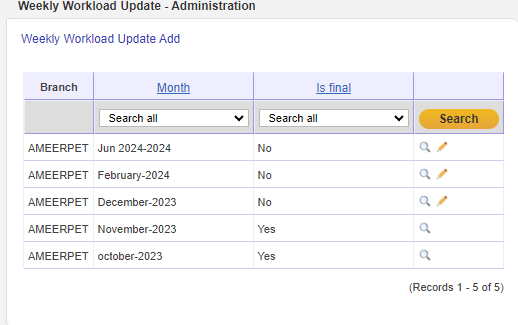 Weekly Workload Update - Administration
Weekly Workload Update Add
Branch Month Is final
Search all Search all Search
AMEERPET Jun 2024-2024 No
AMEERPET February-2024 No
AMEERPET December-2023 No
AMEERPET November-2023 Yes
AMEERPET october-2023 Yes
(Records 1 - 5 of 5)